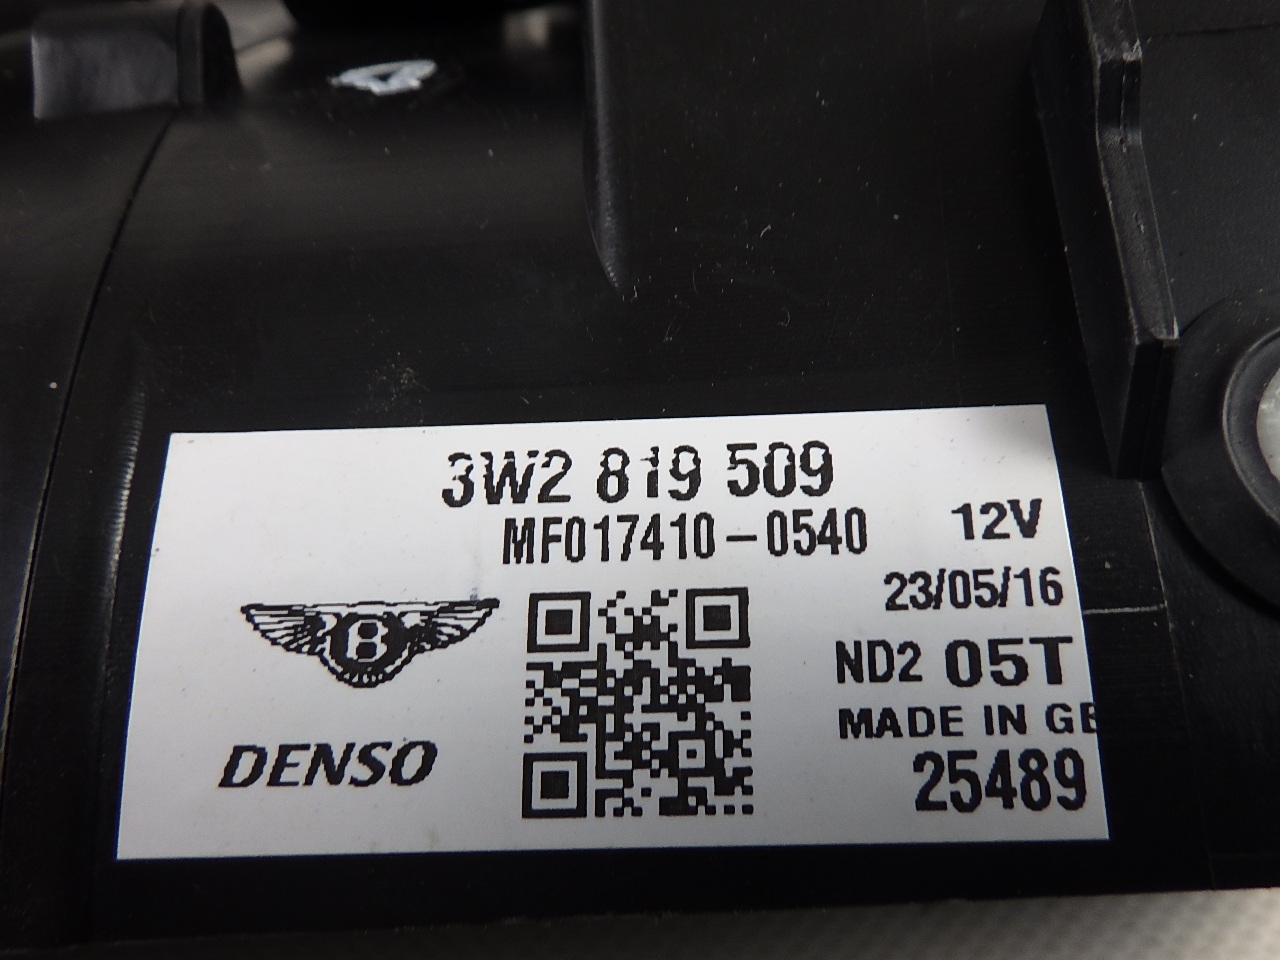 3W2 819 509
MF017410-0540
12V
23/05/16
B
ND2 05T
MADE IN GB
DENSO
25489